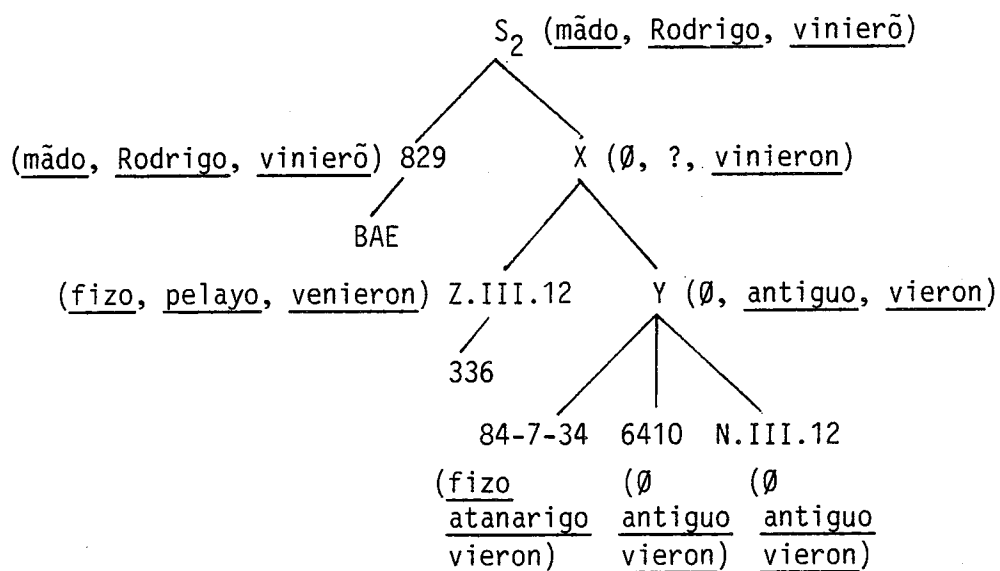 S₂ (mãdo, Rodrigo, vinierõ)
(mãdo, Rodrigo, vinierõ) 829 X (Ø, ?, vinieron)
BAE
(fizo, pelayo, venieron) Z.III.12 Y (Ø, antiguo, vieron)
336
84-7-34 6410 N.III.12
(fizo (Ø (Ø
atanarigo antiguo antiguo
vieron) vieron) vieron)